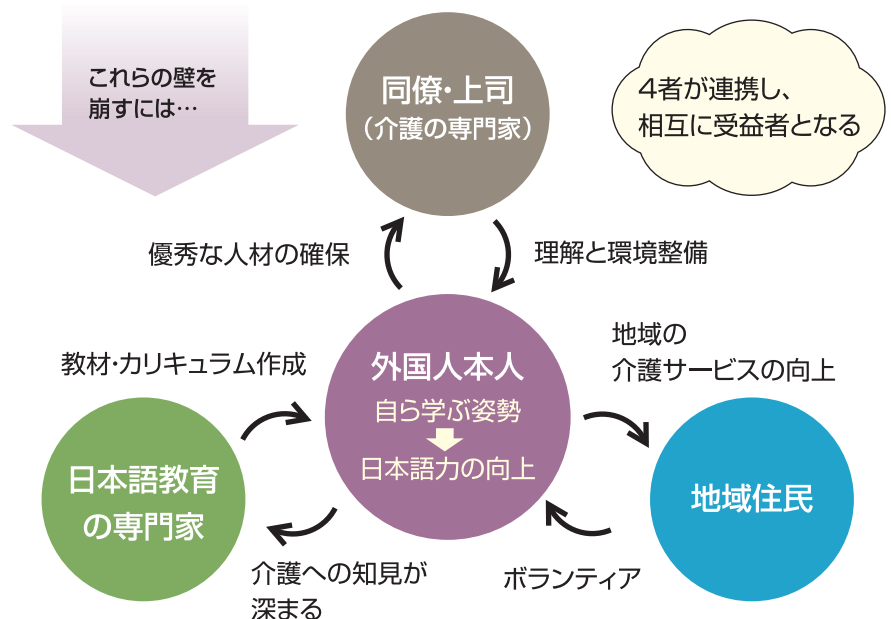 これらの壁を
崩すには…
同僚・上司
（介護の専門家）
4者が連携し、
相互に受益者となる
優秀な人材の確保
理解と環境整備
教材・カリキュラム作成
外国人本人
自ら学ぶ姿勢
日本語力の向上
地域の
介護サービスの向上
日本語教育
の専門家
地域住民
介護への知見が
深まる
ボランティア